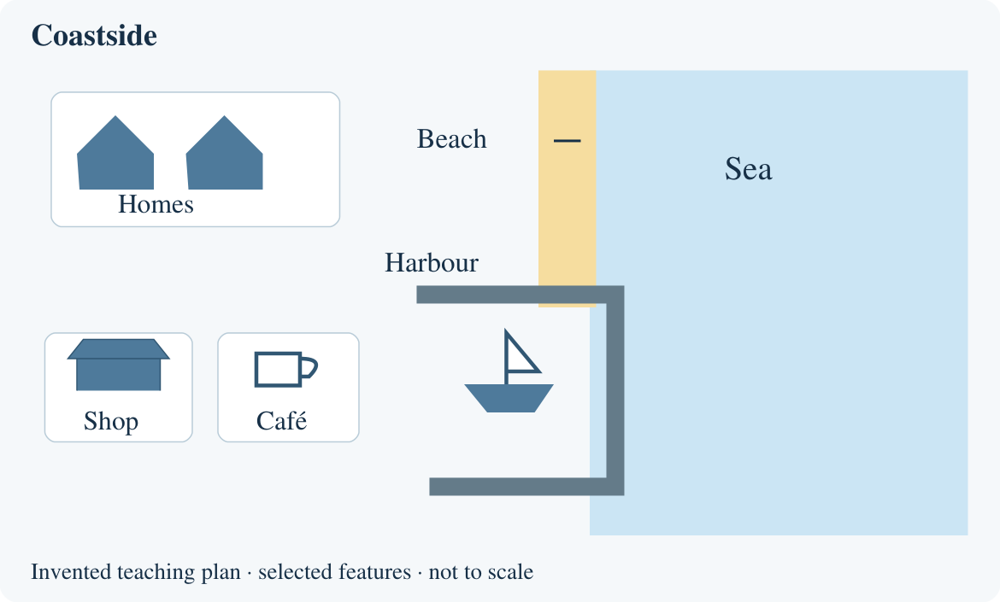 Coastside
Beach
Sea
Homes
Harbour
Shop
Café
Invented teaching plan · selected features · not to scale